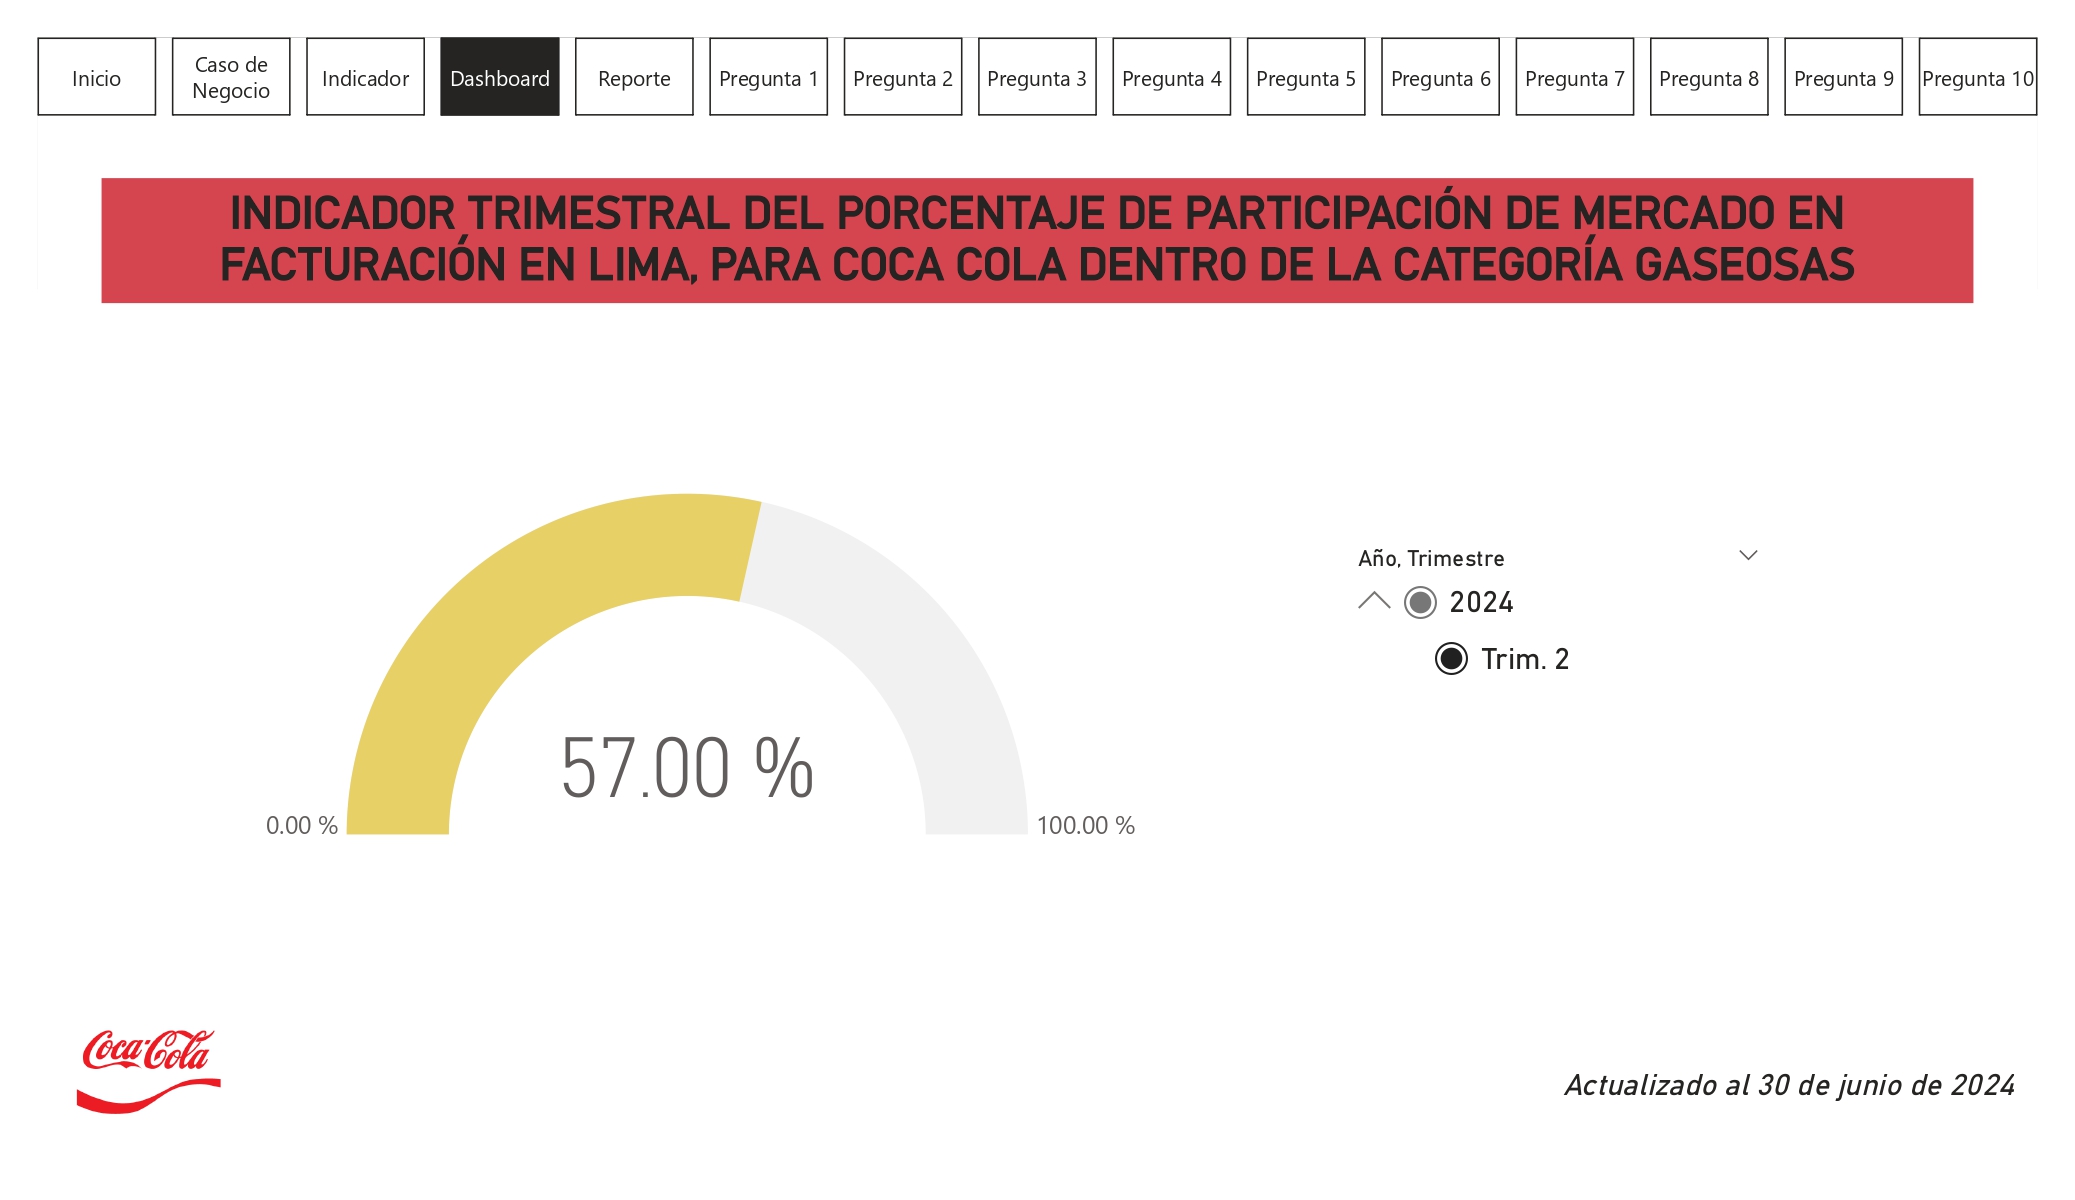 Inicio
Caso de
Negocio
Indicador
Dashboard
Reporte
Pregunta 1
Pregunta 2
Pregunta 3
Pregunta 4
Pregunta 5
Pregunta 6
Pregunta 7
Pregunta 8
Pregunta 9
Pregunta 10
INDICADOR TRIMESTRAL DEL PORCENTAJE DE PARTICIPACIÓN DE MERCADO EN
FACTURACIÓN EN LIMA, PARA COCA COLA DENTRO DE LA CATEGORÍA GASEOSAS
Año, Trimestre
2024
Trim. 2
57.00 %
0.00 %
100.00 %
Coca-Cola
Actualizado al 30 de junio de 2024